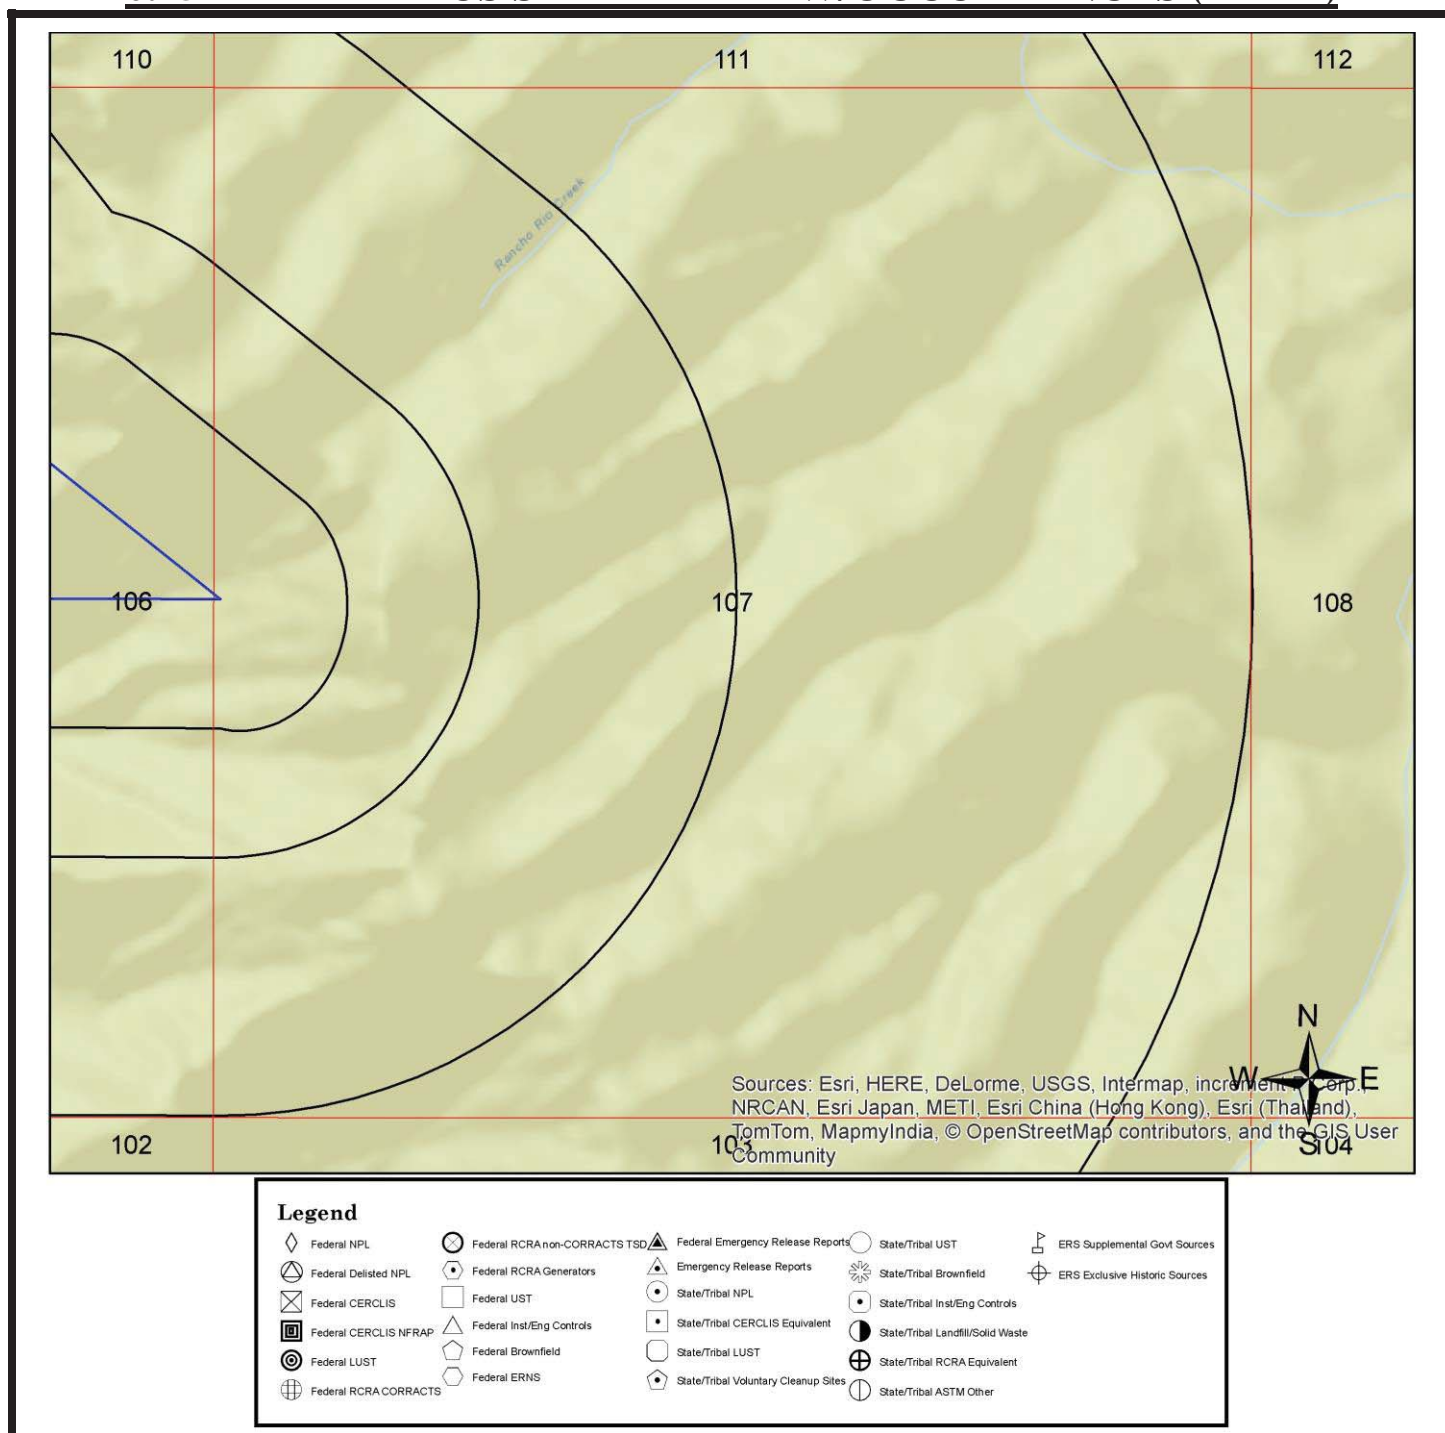 110 111 112
Rancho Rio Creek
106 107 108
N
W E
S
Sources: Esri, HERE, DeLorme, USGS, Intermap, increment P Corp.,
NRCAN, Esri Japan, METI, Esri China (Hong Kong), Esri (Thailand),
TomTom, MapmyIndia, © OpenStreetMap contributors, and the GIS User
Community
102 103 104
Legend
Federal NPL
Federal Delisted NPL
Federal CERCLIS
Federal CERCLIS NFRAP
Federal LUST
Federal RCRA CORRACTS
Federal RCRA non-CORRACTS TSD
Federal RCRA Generators
Federal UST
Federal Inst/Eng Controls
Federal Brownfield
Federal ERNS
Federal Emergency Release Reports
Emergency Release Reports
State/Tribal NPL
State/Tribal CERCLIS Equivalent
State/Tribal LUST
State/Tribal Voluntary Cleanup Sites
State/Tribal UST
State/Tribal Brownfield
State/Tribal Inst/Eng Controls
State/Tribal Landfill/Solid Waste
State/Tribal RCRA Equivalent
State/Tribal ASTM Other
ERS Supplemental Govt Sources
ERS Exclusive Historic Sources